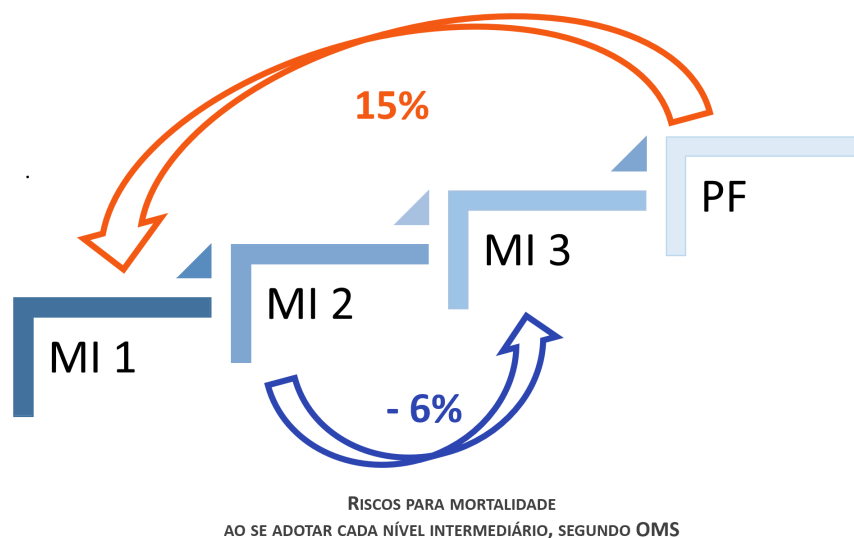 15%
PF
MI 3
MI 2
MI 1
- 6%
RISCOS PARA MORTALIDADE
AO SE ADOTAR CADA NÍVEL INTERMEDIÁRIO, SEGUNDO OMS